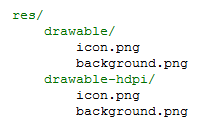 res/
    drawable/
        icon.png
        background.png
    drawable-hdpi/
        icon.png
        background.png